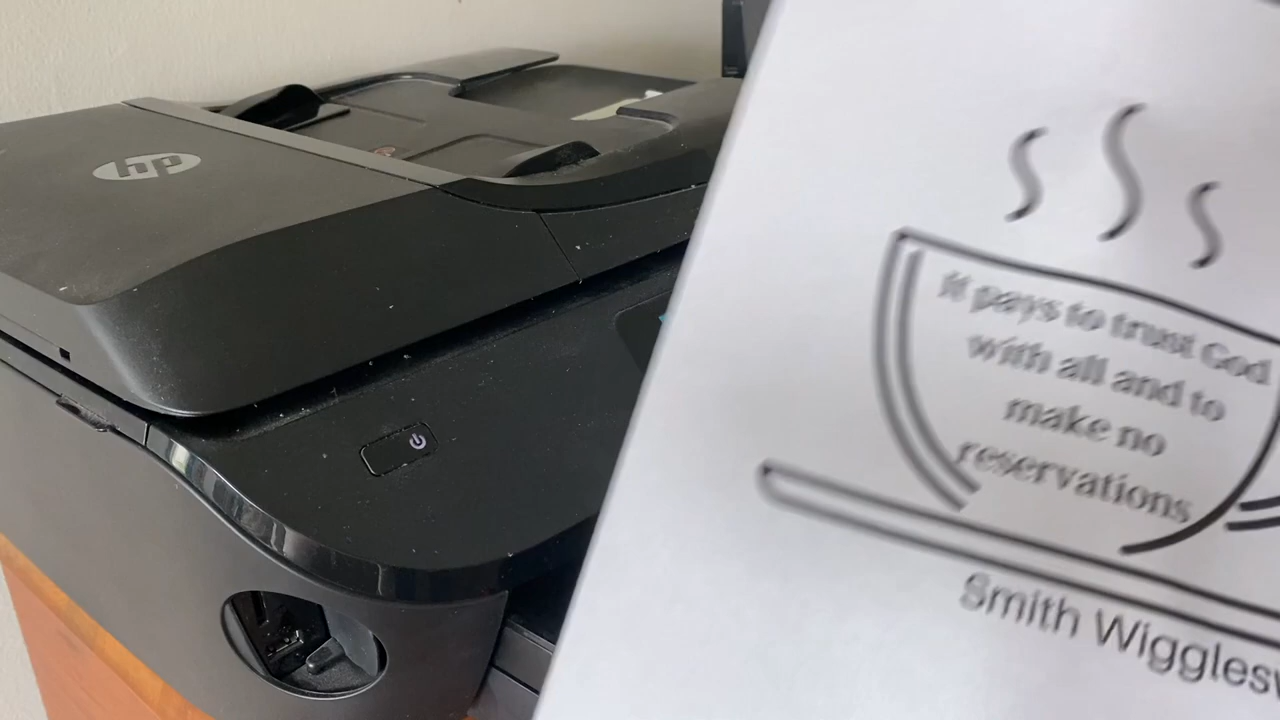 hp
It pays to trust God
with all and to
make no
reservations
Smith Wigglesw